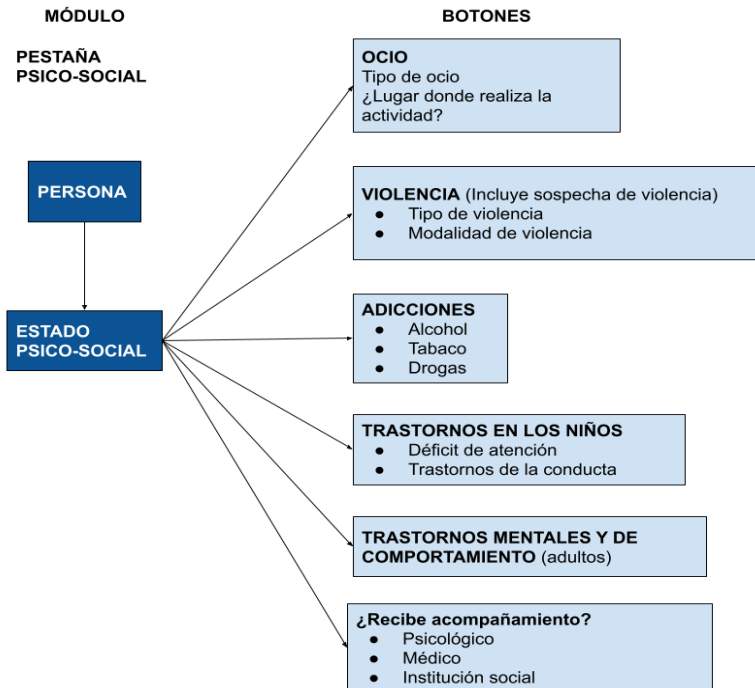 MÓDULO
BOTONES
PESTAÑA
PSICO-SOCIAL
PERSONA
ESTADO
PSICO-SOCIAL
OCIO
Tipo de ocio
¿Lugar donde realiza la
actividad?
VIOLENCIA (Incluye sospecha de violencia)
● Tipo de violencia
● Modalidad de violencia
ADICCIONES
● Alcohol
● Tabaco
● Drogas
TRASTORNOS EN LOS NIÑOS
● Déficit de atención
● Trastornos de la conducta
TRASTORNOS MENTALES Y DE
COMPORTAMIENTO (adultos)
¿Recibe acompañamiento?
● Psicológico
● Médico
● Institución social